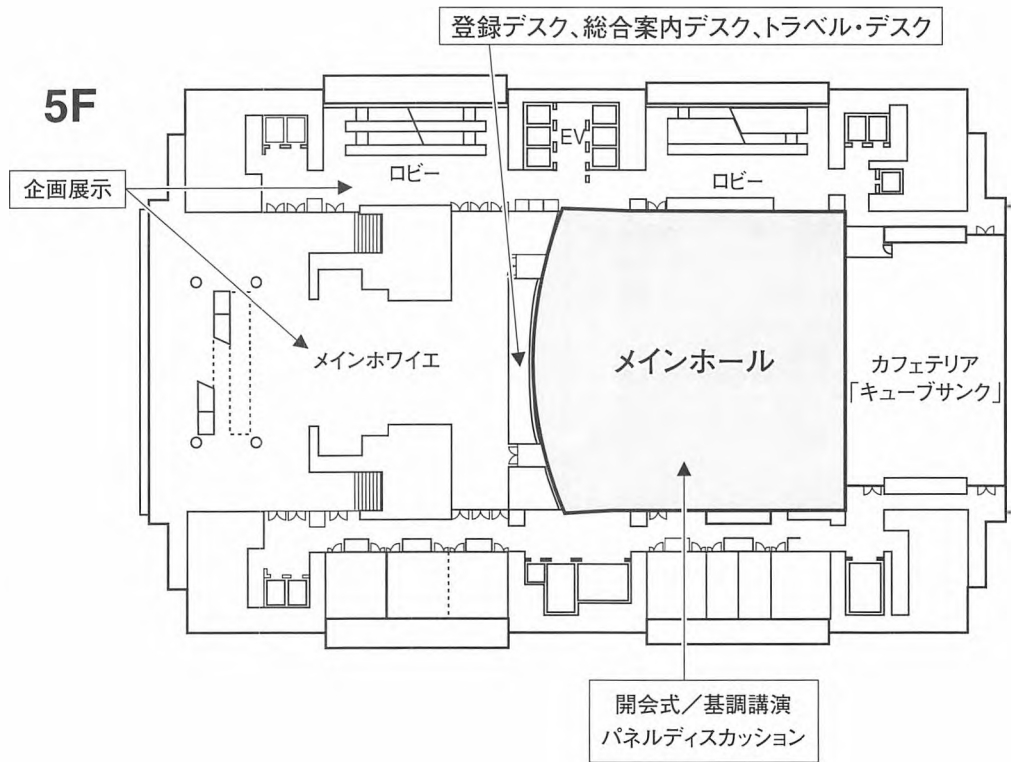 登録デスク、総合案内デスク、トラベル・デスク
5F
EV
ロビー
ロビー
企画展示
メインホワイエ
メインホール
カフェテリア
「キューブサンク」
開会式／基調講演
パネルディスカッション